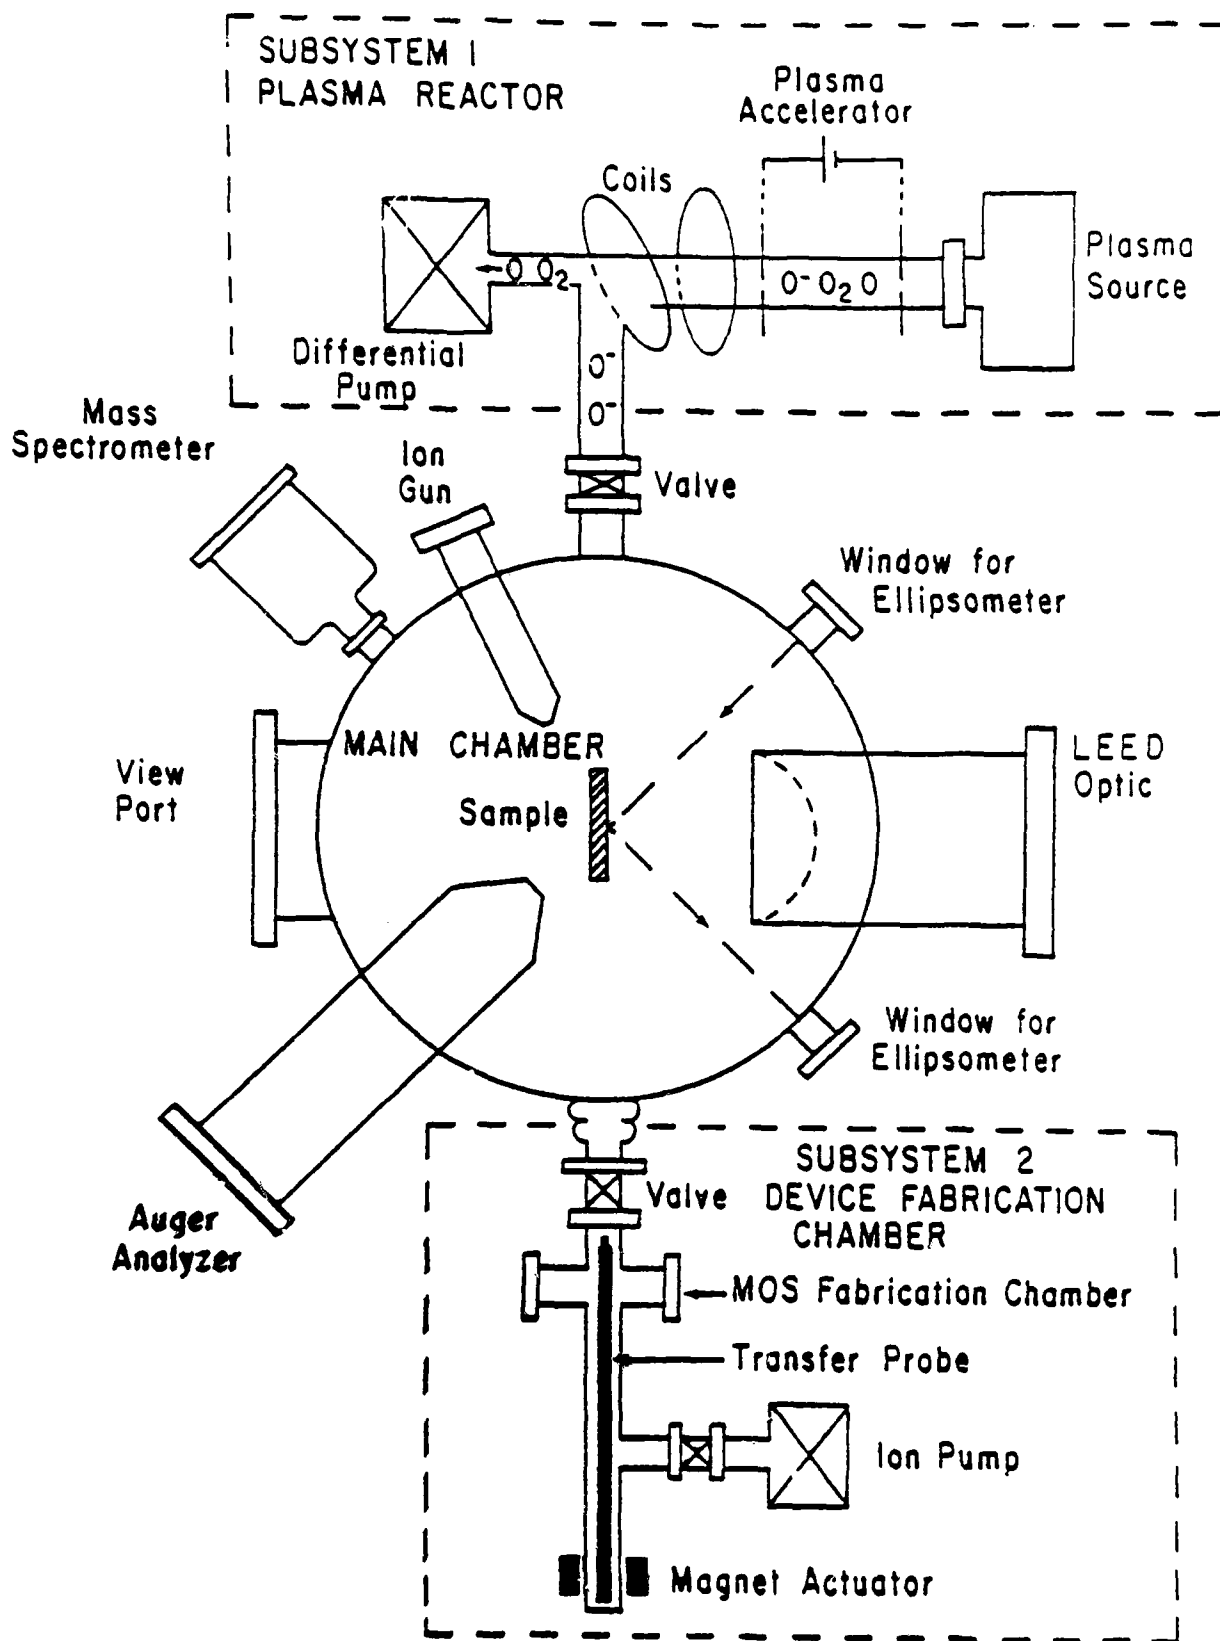 SUBSYSTEM 1
PLASMA REACTOR
Plasma
Accelerator
Coils
O O2
O- O2 O
Plasma
Source
Differential
Pump
O-
O-
Mass
Spectrometer
Ion
Gun
Valve
Window for
Ellipsometer
MAIN CHAMBER
View
Port
Sample
LEED
Optic
Window for
Ellipsometer
Auger
Analyzer
SUBSYSTEM 2
DEVICE FABRICATION
CHAMBER
Valve
MOS Fabrication Chamber
Transfer Probe
Ion Pump
Magnet Actuator